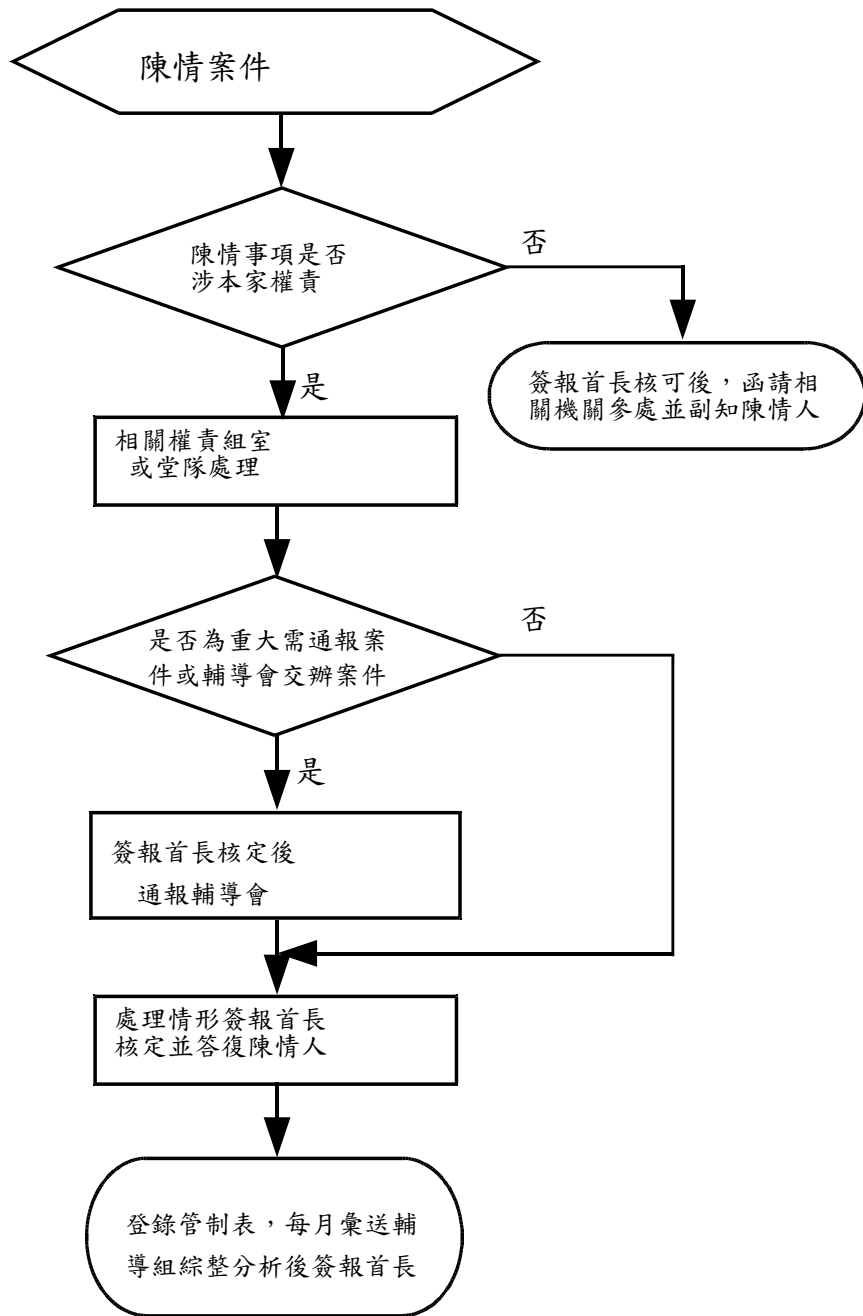 陳情案件
陳情事項是否
涉本家權責
否
簽報首長核可後，函請相
關機關參處並副知陳情人
是
相關權責組室
或堂隊處理
是否為重大需通報案
件或輔導會交辦案件
否
是
簽報首長核定後
通報輔導會
處理情形簽報首長
核定並答復陳情人
登錄管制表，每月彙送輔
導組綜整分析後簽報首長